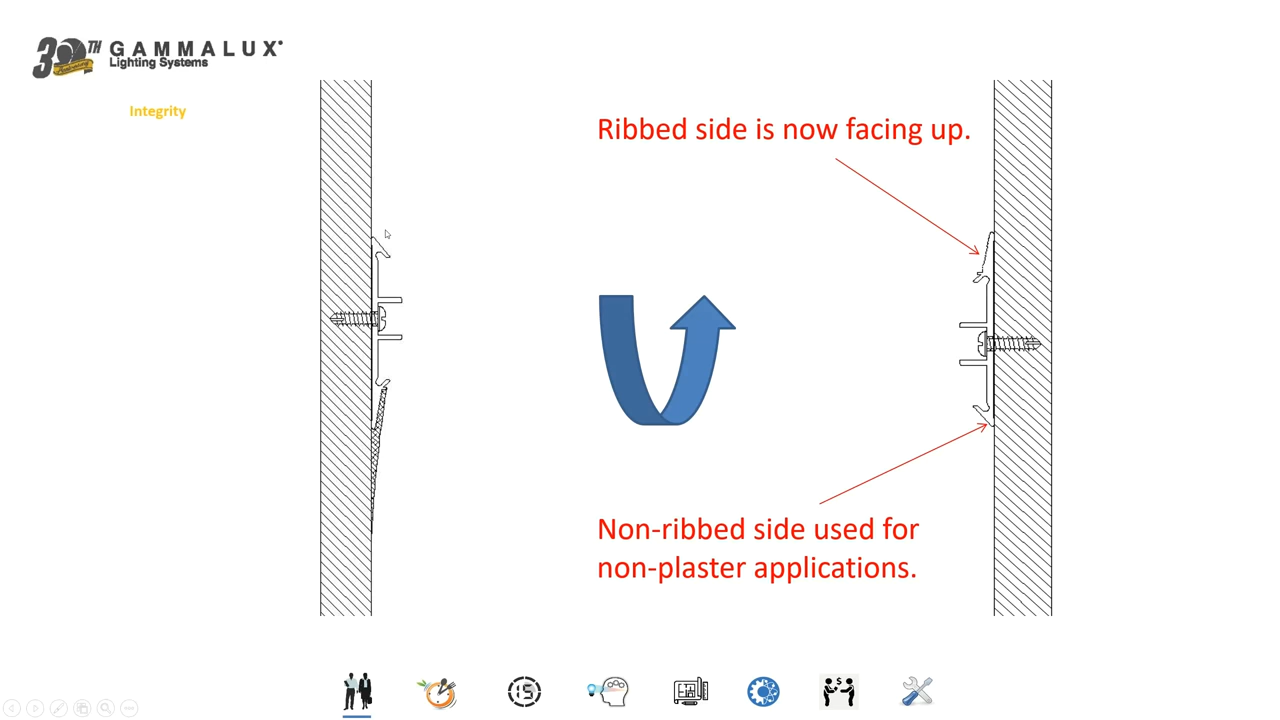 30TH GAMMALUX
Lighting Systems
Integrity
Ribbed side is now facing up.
Non-ribbed side used for
non-plaster applications.
15
$